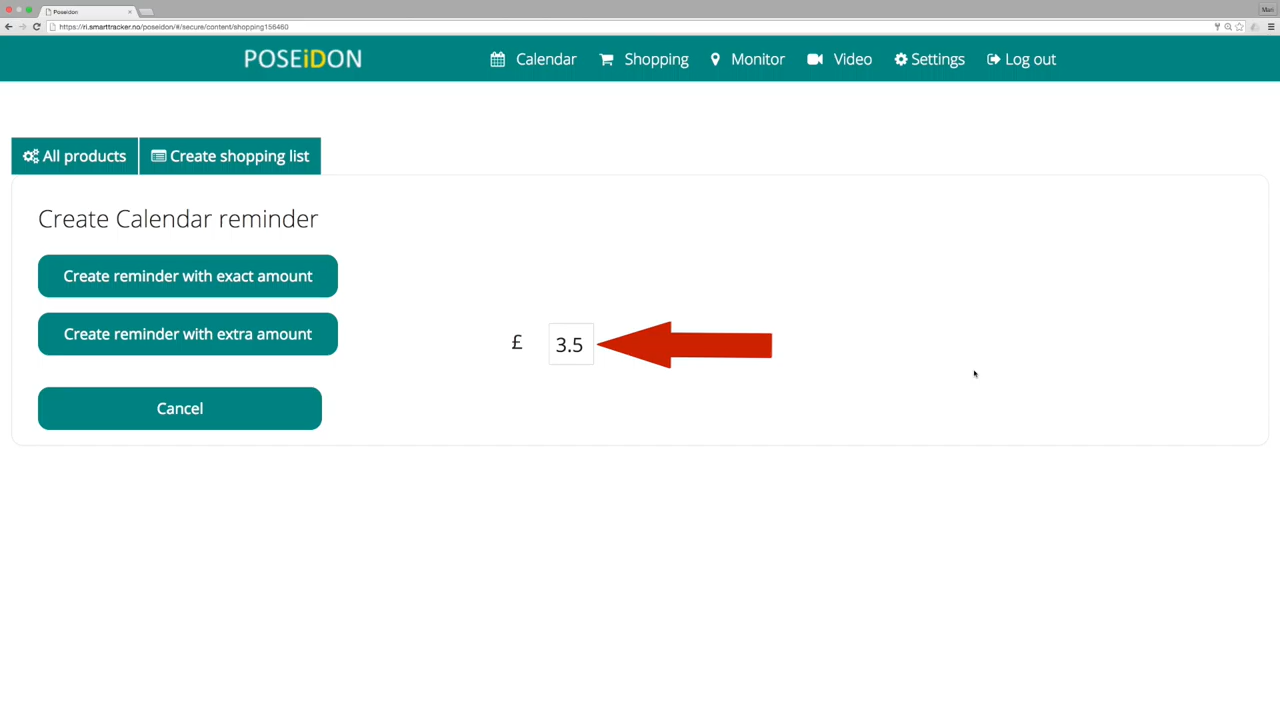 Poseidon
Mari
https://ri.smarttracker.no/poseidon/#/secure/content/shopping156460
POSEiDON
Calendar
Shopping
Monitor
Video
Settings
Log out
All products
Create shopping list
Create Calendar reminder
Create reminder with exact amount
Create reminder with extra amount
£ 3.5
Cancel